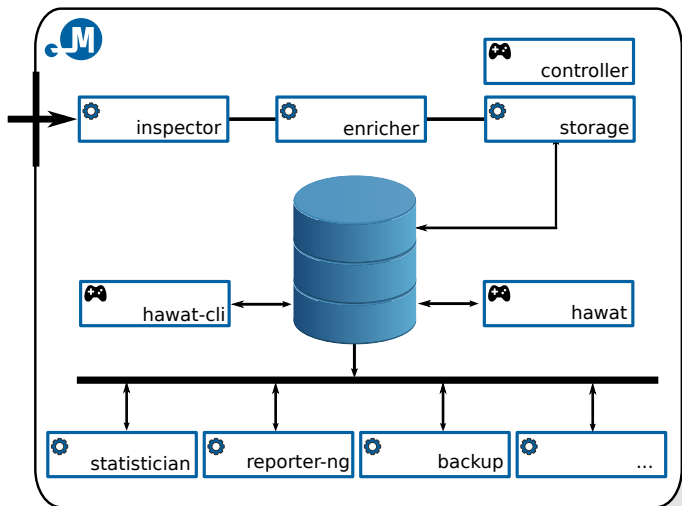 M
controller
inspector
enricher
storage
hawat-cli
hawat
statistician
reporter-ng
backup
...